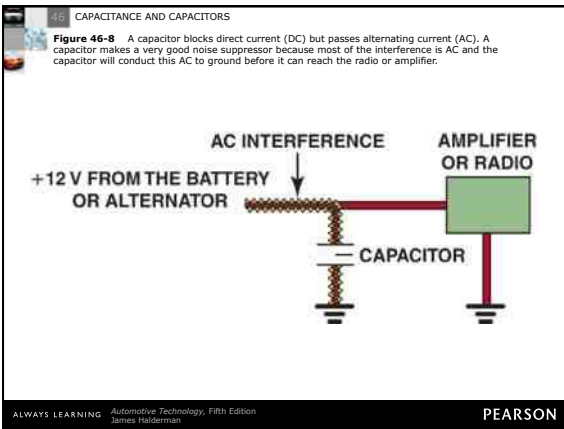 46 CAPACITANCE AND CAPACITORS
Figure 46-8 A capacitor blocks direct current (DC) but passes alternating current (AC). A
capacitor makes a very good noise suppressor because most of the interference is AC and the
capacitor will conduct this AC to ground before it can reach the radio or amplifier.
AC INTERFERENCE
AMPLIFIER
OR RADIO
+12 V FROM THE BATTERY
OR ALTERNATOR
CAPACITOR
ALWAYS LEARNING
Automotive Technology, Fifth Edition
James Halderman
PEARSON